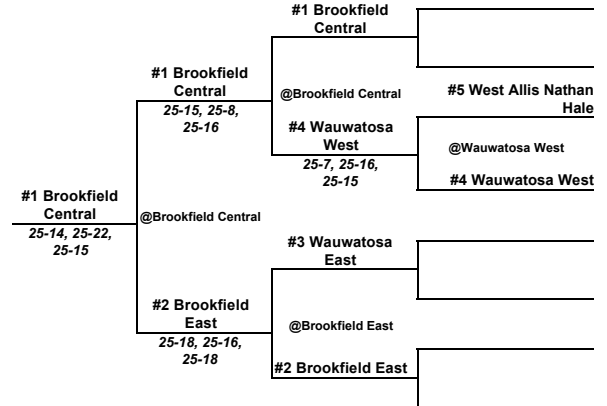 #1 Brookfield
Central
#1 Brookfield
Central
25-15, 25-8,
25-16
@Brookfield Central
#5 West Allis Nathan
Hale
#4 Wauwatosa
West
25-7, 25-16,
25-15
@Wauwatosa West
#4 Wauwatosa West
#1 Brookfield
Central
25-14, 25-22,
25-15
@Brookfield Central
#3 Wauwatosa
East
#2 Brookfield
East
25-18, 25-16,
25-18
@Brookfield East
#2 Brookfield East